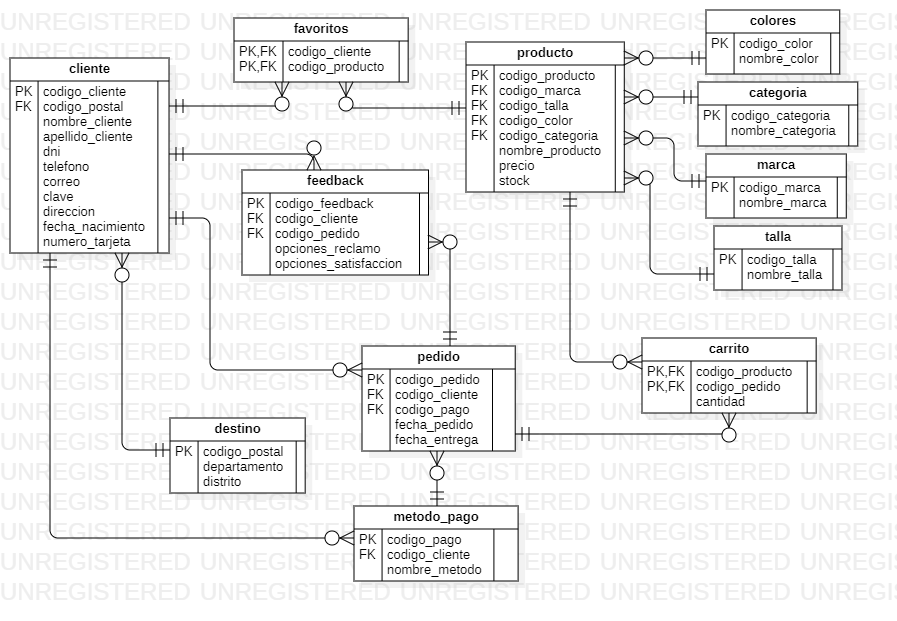 favoritos
PK,FK codigo_cliente
PK,FK codigo_producto
cliente
PK codigo_cliente
FK codigo_postal
nombre_cliente
apellido_cliente
dni
telefono
correo
clave
direccion
fecha_nacimiento
numero_tarjeta
producto
PK codigo_producto
FK codigo_marca
FK codigo_talla
FK codigo_color
FK codigo_categoria
nombre_producto
precio
stock
colores
PK codigo_color
nombre_color
categoria
PK codigo_categoria
nombre_categoria
marca
PK codigo_marca
nombre_marca
talla
PK codigo_talla
nombre_talla
feedback
PK codigo_feedback
FK codigo_cliente
FK codigo_pedido
opciones_reclamo
opciones_satisfaccion
pedido
PK codigo_pedido
FK codigo_cliente
FK codigo_pago
fecha_pedido
fecha_entrega
carrito
PK,FK codigo_producto
PK,FK codigo_pedido
cantidad
destino
PK codigo_postal
departamento
distrito
metodo_pago
PK codigo_pago
FK codigo_cliente
nombre_metodo
UNREGISTERED